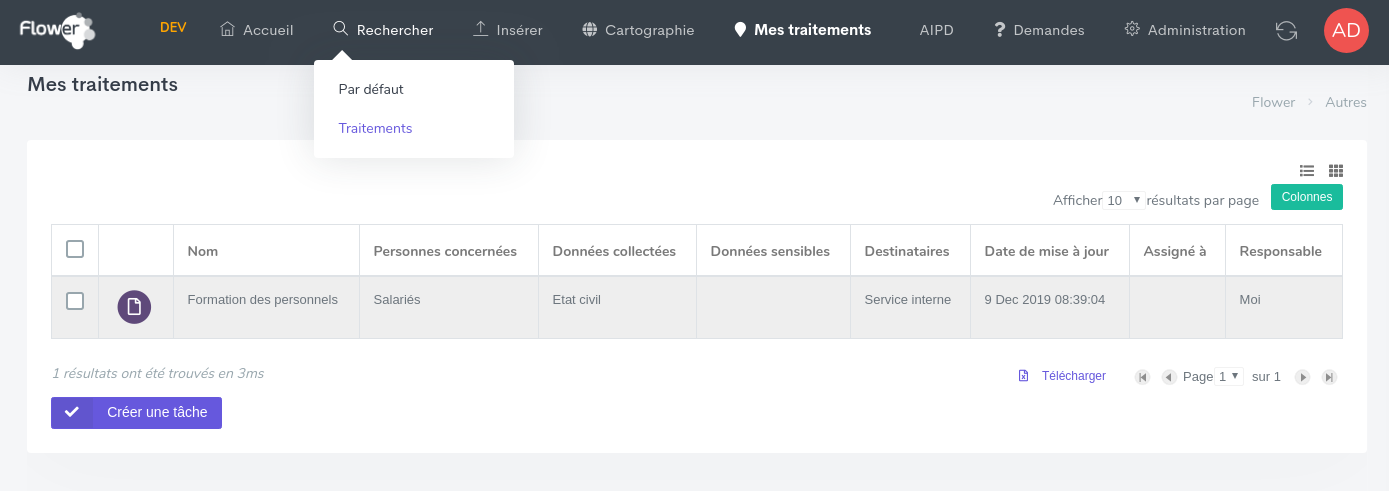 Flower
DEV
Accueil
Rechercher
Insérer
Cartographie
Mes traitements
AIPD
Demandes
Administration
AD
Par défaut
Traitements
Mes traitements
Flower Autres
Afficher 10 résultats par page
Colonnes
Nom Personnes concernées Données collectées Données sensibles Destinataires Date de mise à jour Assigné à Responsable
Formation des personnels Salariés Etat civil Service interne 9 Dec 2019 08:39:04 Moi
1 résultats ont été trouvés en 3ms
Télécharger
Page 1 sur 1
Créer une tâche